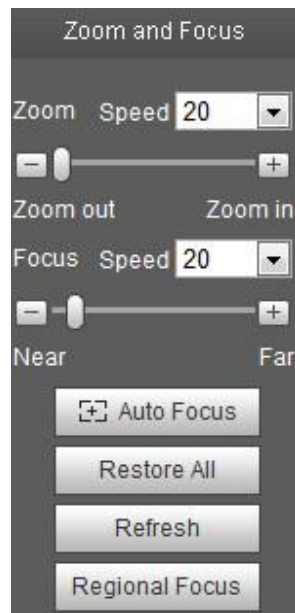 Zoom and Focus
Zoom Speed 20
Zoom out Zoom in
Focus Speed 20
Near Far
Auto Focus
Restore All
Refresh
Regional Focus